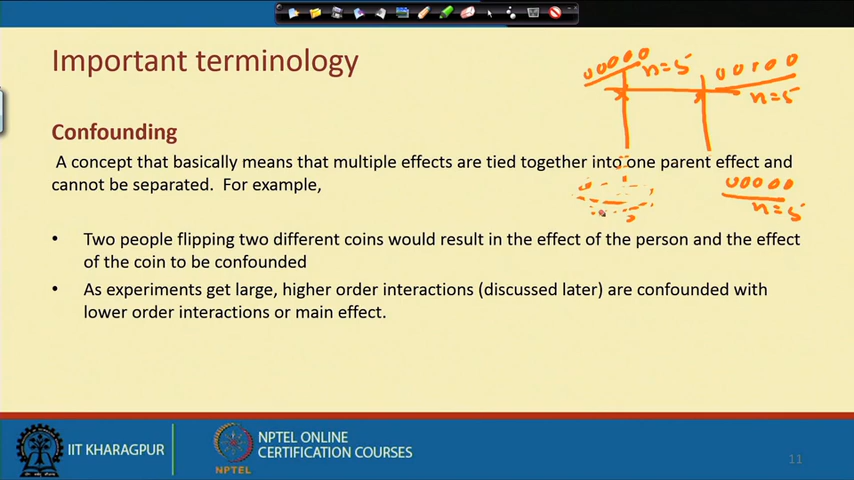 Important terminology
00000
n=5
n=5
Confounding
A concept that basically means that multiple effects are tied together into one parent effect and
cannot be separated. For example,
00000
n=5
• Two people flipping two different coins would result in the effect of the person and the effect
of the coin to be confounded
• As experiments get large, higher order interactions (discussed later) are confounded with
lower order interactions or main effect.
IIT KHARAGPUR
NPTEL
NPTEL ONLINE
CERTIFICATION COURSES
11